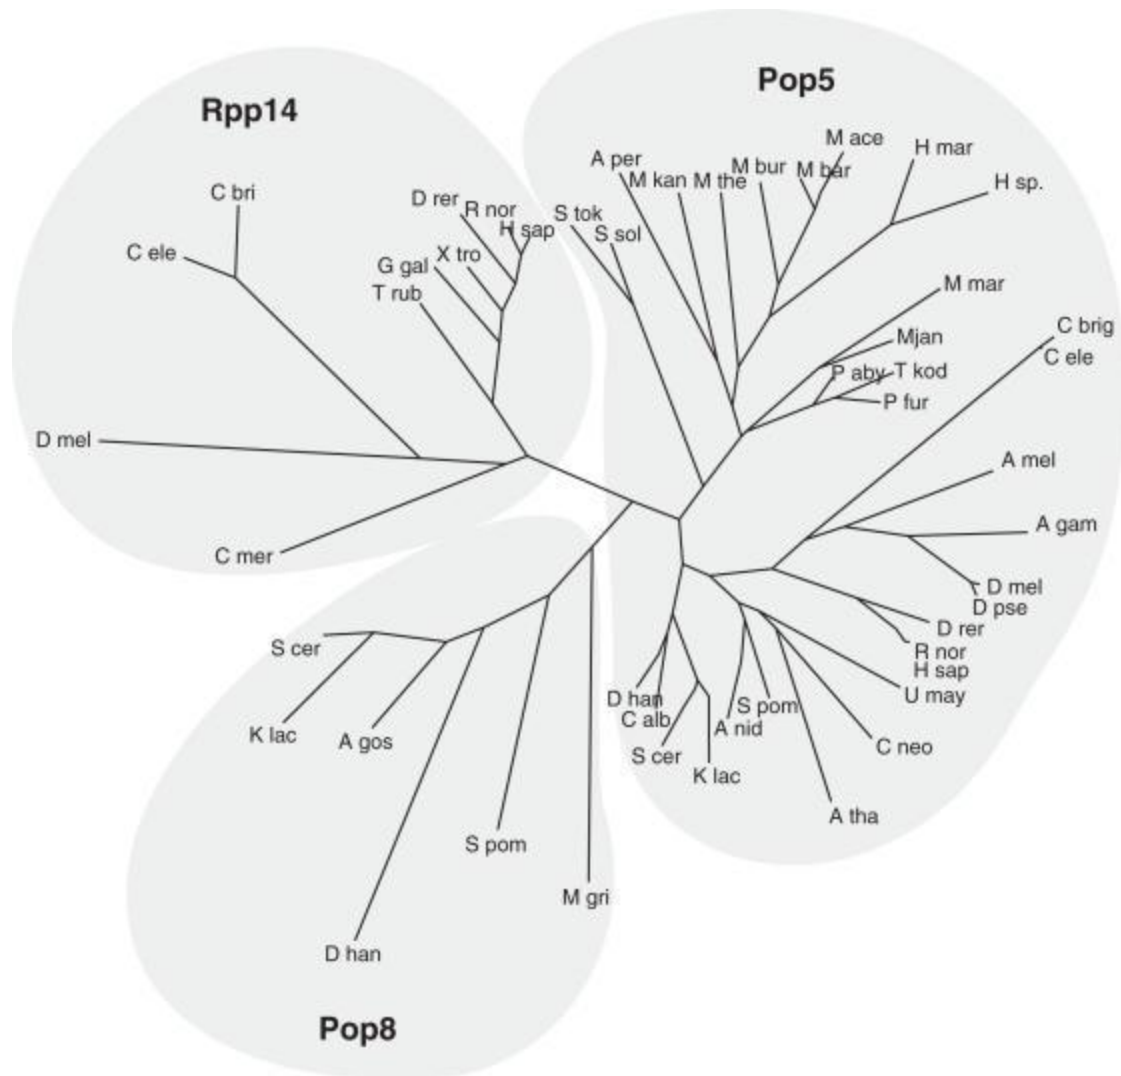 Pop5
Rpp14
M ace
H mar
A per
M kan
M the
M bur
M bar
H sp.
C bri
D rer
R nor
H sap
S tok
S sol
C ele
X tro
G gal
T rub
M mar
C brig
Mjan
C ele
P aby
T kod
P fur
D mel
A mel
A gam
C mer
D mel
D pse
D rer
R nor
H sap
S cer
U may
D han
C alb
S pom
A nid
K lac
A gos
S cer
C neo
K lac
A tha
S pom
M gri
D han
Pop8